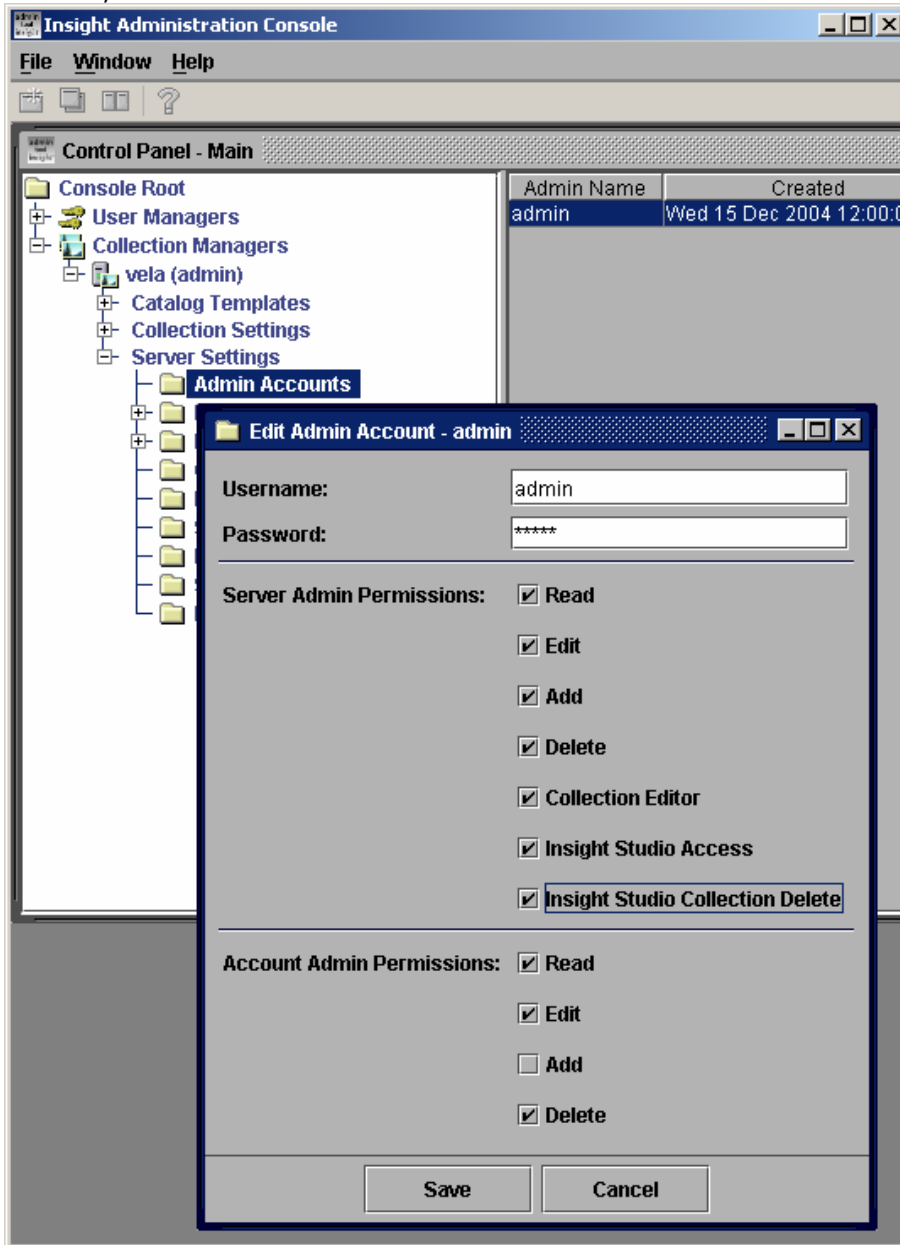 Insight Administration Console
File Window Help
Control Panel - Main
Console Root
User Managers
Collection Managers
vela (admin)
Catalog Templates
Collection Settings
Server Settings
Admin Accounts
Admin Name Created
admin Wed 15 Dec 2004 12:00:
Edit Admin Account - admin
Username: admin
Password: *****
Server Admin Permissions: Read
Edit
Add
Delete
Collection Editor
Insight Studio Access
Insight Studio Collection Delete
Account Admin Permissions: Read
Edit
Add
Delete
Save Cancel